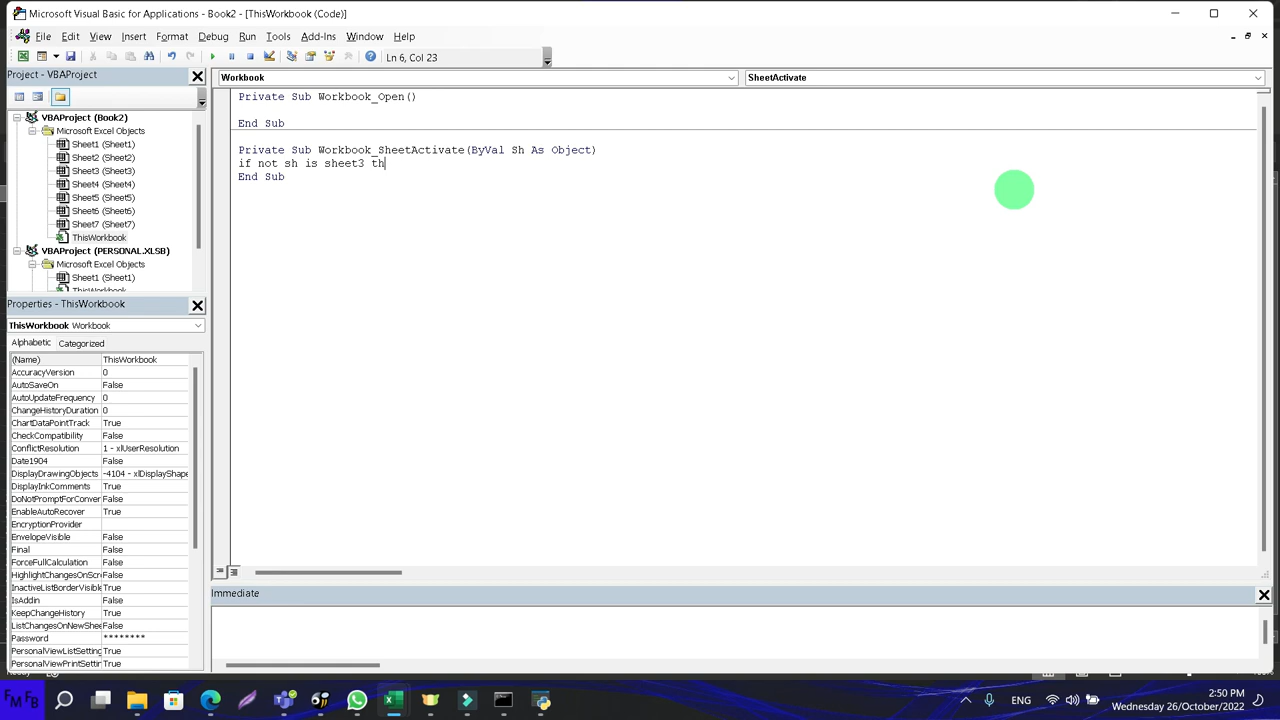 Microsoft Visual Basic for Applications - Book2 - [ThisWorkbook (Code)]
File Edit View Insert Format Debug Run Tools Add-Ins Window Help
Ln 6, Col 23
Project - VBAProject
VBAProject (Book2)
Microsoft Excel Objects
Sheet1 (Sheet1)
Sheet2 (Sheet2)
Sheet3 (Sheet3)
Sheet4 (Sheet4)
Sheet5 (Sheet5)
Sheet6 (Sheet6)
Sheet7 (Sheet7)
ThisWorkbook
VBAProject (PERSONAL.XLSB)
Microsoft Excel Objects
Sheet1 (Sheet1)
ThisWorkbook
Properties - ThisWorkbook
ThisWorkbook Workbook
Alphabetic Categorized
(Name) ThisWorkbook
AccuracyVersion 0
AutoSaveOn False
AutoUpdateFrequency 0
ChangeHistoryDuration 0
ChartDataPointTrack True
CheckCompatibility False
ConflictResolution 1 - xlUserResolution
Date1904 False
DisplayDrawingObjects -4104 - xlDisplayShape
DisplayInkComments True
DoNotPromptForConver False
EnableAutoRecover True
EncryptionProvider
EnvelopeVisible False
Final False
ForceFullCalculation False
HighlightChangesOnScre False
InactiveListBorderVisible True
IsAddin False
KeepChangeHistory True
ListChangesOnNewShee False
Password ********
PersonalViewListSetting True
PersonalViewPrintSettin True
Workbook SheetActivate
Private Sub Workbook_Open()
End Sub
Private Sub Workbook_SheetActivate(ByVal Sh As Object)
if not sh is sheet3 th
End Sub
Immediate
FM FB
ENG
2:50 PM
Wednesday 26/October/2022